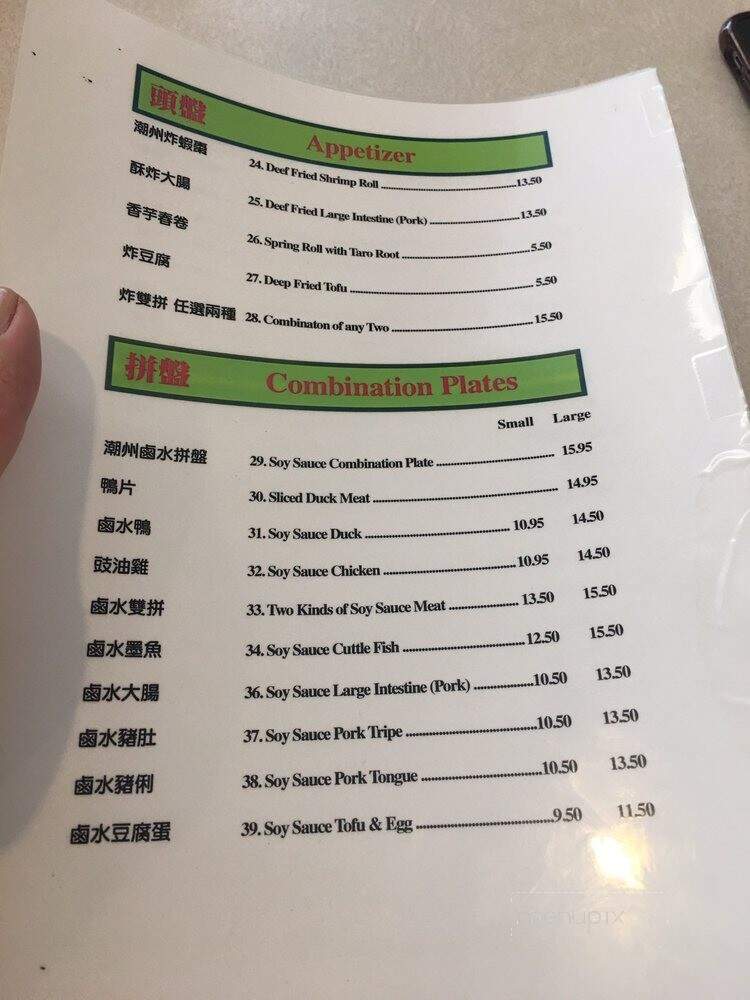 頭盤 Appetizer
潮州炸蝦棗 24. Deef Fried Shrimp Roll 13.50
酥炸大腸 25. Deef Fried Large Intestine (Pork) 13.50
香芋春卷 26. Spring Roll with Taro Root 5.50
炸豆腐 27. Deep Fried Tofu 5.50
炸雙拼 任選兩種 28. Combinaton of any Two 15.50
拼盤 Combination Plates
Small Large
潮州鹵水拼盤 29. Soy Sauce Combination Plate 15.95
鴨片 30. Sliced Duck Meat 14.95
鹵水鴨 31. Soy Sauce Duck 10.95 14.50
豉油雞 32. Soy Sauce Chicken 10.95 14.50
鹵水雙拼 33. Two Kinds of Soy Sauce Meat 13.50 15.50
鹵水墨魚 34. Soy Sauce Cuttle Fish 12.50 15.50
鹵水大腸 36. Soy Sauce Large Intestine (Pork) 10.50 13.50
鹵水豬肚 37. Soy Sauce Pork Tripe 10.50 13.50
鹵水豬脷 38. Soy Sauce Pork Tongue 10.50 13.50
鹵水豆腐蛋 39. Soy Sauce Tofu & Egg 9.50 11.50
menupix